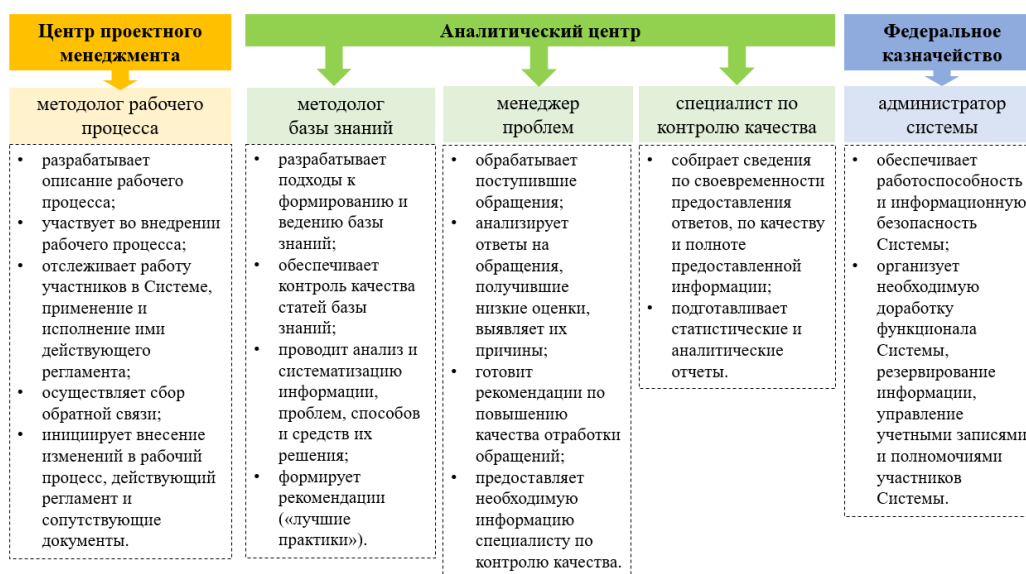 Центр проектного
менеджмента
методолог рабочего
процесса
• разрабатывает
описание рабочего
процесса;
• участвует во внедрении
рабочего процесса;
• отслеживает работу
участников в Системе,
применение и
исполнение ими
действующего
регламента;
• осуществляет сбор
обратной связи;
• инициирует внесение
изменений в рабочий
процесс, действующий
регламент и
сопутствующие
документы.
Аналитический центр
методолог
базы знаний
• разрабатывает
подходы к
формированию и
ведению базы
знаний;
• обеспечивает
контроль качества
статей базы
знаний;
• проводит анализ и
систематизацию
информации,
проблем, способов
и средств их
решения;
• формирует
рекомендации
(«лучшие
практики»).
менеджер
проблем
• обрабатывает
поступившие
обращения;
• анализирует
ответы на
обращения,
получившие
низкие оценки,
выявляет их
причины;
• готовит
рекомендации по
повышению
качества отработки
обращений;
• предоставляет
необходимую
информацию
специалисту по
контролю качества.
специалист по
контролю качества
• собирает сведения
по своевременности
предоставления
ответов, по качеству
и полноте
предоставленной
информации;
• подготавливает
статистические и
аналитические
отчеты.
Федеральное
казначейство
администратор
системы
• обеспечивает
работоспособность
и информационную
безопасность
Системы;
• организует
необходимую
доработку
функционала
Системы,
резервирование
информации,
управление
учетными записями
и полномочиями
участников
Системы.